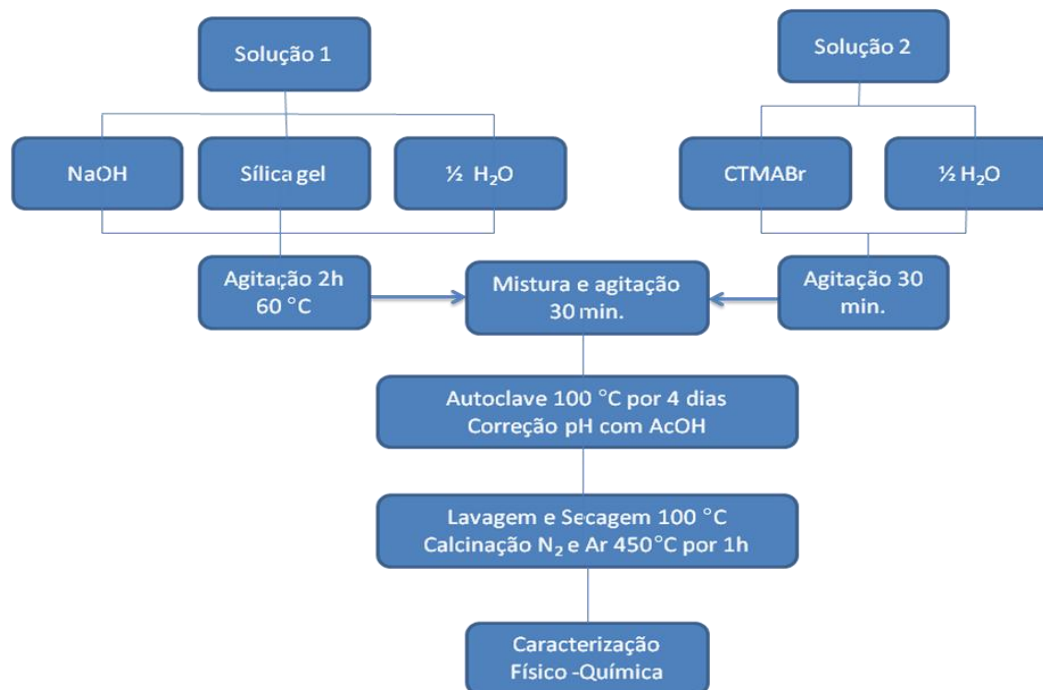 Solução 1
Solução 2
NaOH
Sílica gel
½ H₂O
CTMABr
½ H₂O
Agitação 2h
60 °C
Mistura e agitação
30 min.
Agitação 30
min.
Autoclave 100 °C por 4 dias
Correção pH com AcOH
Lavagem e Secagem 100 °C
Calcinação N₂ e Ar 450°C por 1h
Caracterização
Físico -Química